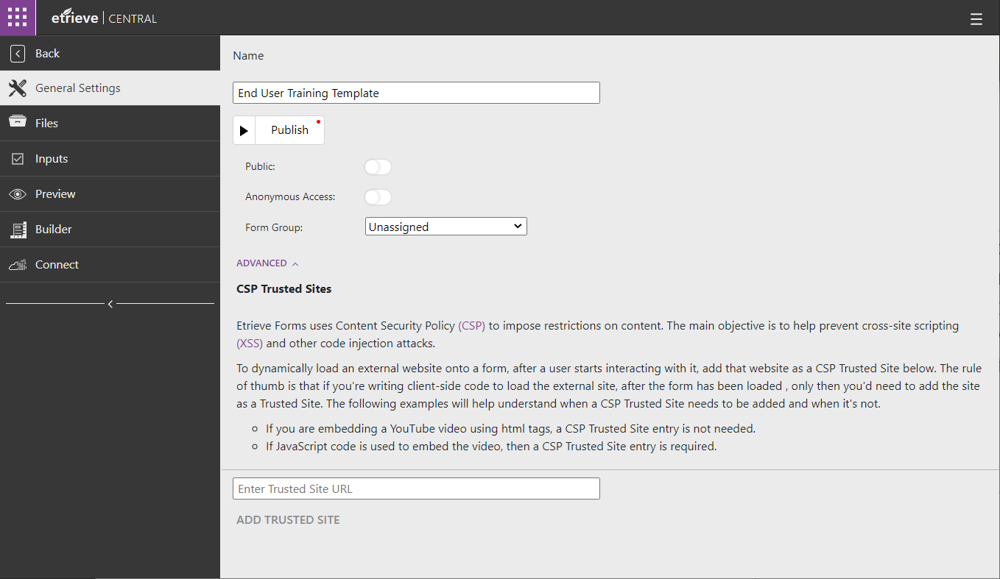 etrieve | CENTRAL
Back
General Settings
Files
Inputs
Preview
Builder
Connect
Name
End User Training Template
Publish
Public:
Anonymous Access:
Form Group:
Unassigned
ADVANCED
CSP Trusted Sites
Etrieve Forms uses Content Security Policy (CSP) to impose restrictions on content. The main objective is to help prevent cross-site scripting
(XSS) and other code injection attacks.
To dynamically load an external website onto a form, after a user starts interacting with it, add that website as a CSP Trusted Site below. The rule
of thumb is that if you're writing client-side code to load the external site, after the form has been loaded , only then you'd need to add the site
as a Trusted Site. The following examples will help understand when a CSP Trusted Site needs to be added and when it's not.
If you are embedding a YouTube video using html tags, a CSP Trusted Site entry is not needed.
If JavaScript code is used to embed the video, then a CSP Trusted Site entry is required.
Enter Trusted Site URL
ADD TRUSTED SITE